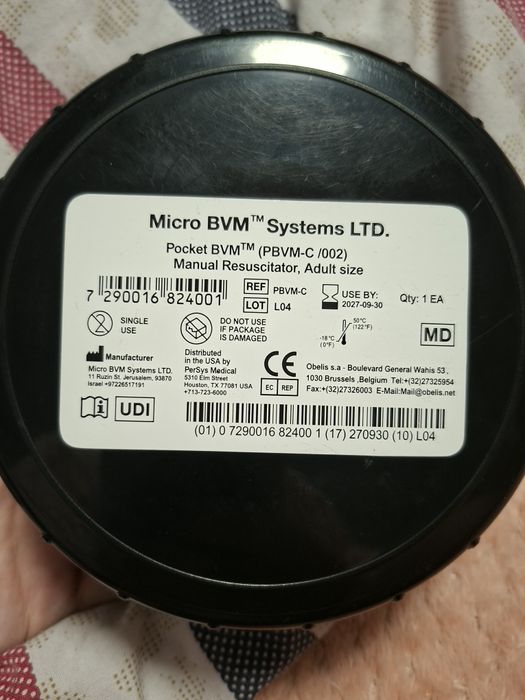 Micro BVM™ Systems LTD.
Pocket BVM™ (PBVM-C /002)
Manual Resuscitator, Adult size
7 290016 824001
REF PBVM-C
LOT L04
USE BY:
2027-09-30
Qty: 1 EA
SINGLE
USE
DO NOT USE
IF PACKAGE
IS DAMAGED
-18°C
(0°F)
50°C
(122°F)
MD
Manufacturer
Micro BVM Systems LTD.
11 Ruzin St. Jerusalem, 93870
Israel +97226517191
Distributed
in the USA by
PerSys Medical
5310 Elm Street
Houston, TX 77081 USA
+713-723-6000
CE
EC REP
Obelis s.a - Boulevard General Wahis 53,
1030 Brussels ,Belgium Tel:+(32)27325954
Fax:+(32)27326003 E-Mail:Mail@obelis.net
UDI
(01) 0 7290016 82400 1 (17) 270930 (10) L04